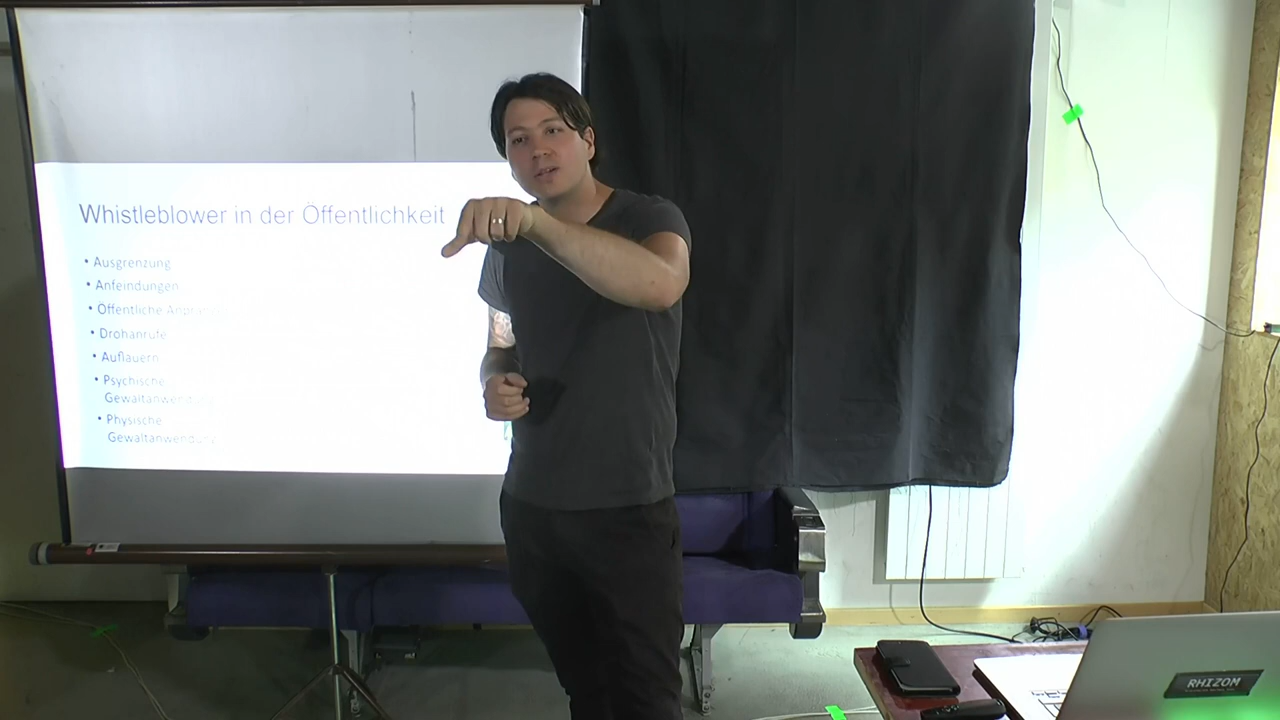 Whistleblower in der Öffentlichkeit
• Ausgrenzung
• Anfeindungen
• Öffentliche
• Drohanrufe
• Auflauern
• Psychische
Gewaltanwendung
• Physische
Gewaltanwendung
RHIZOM